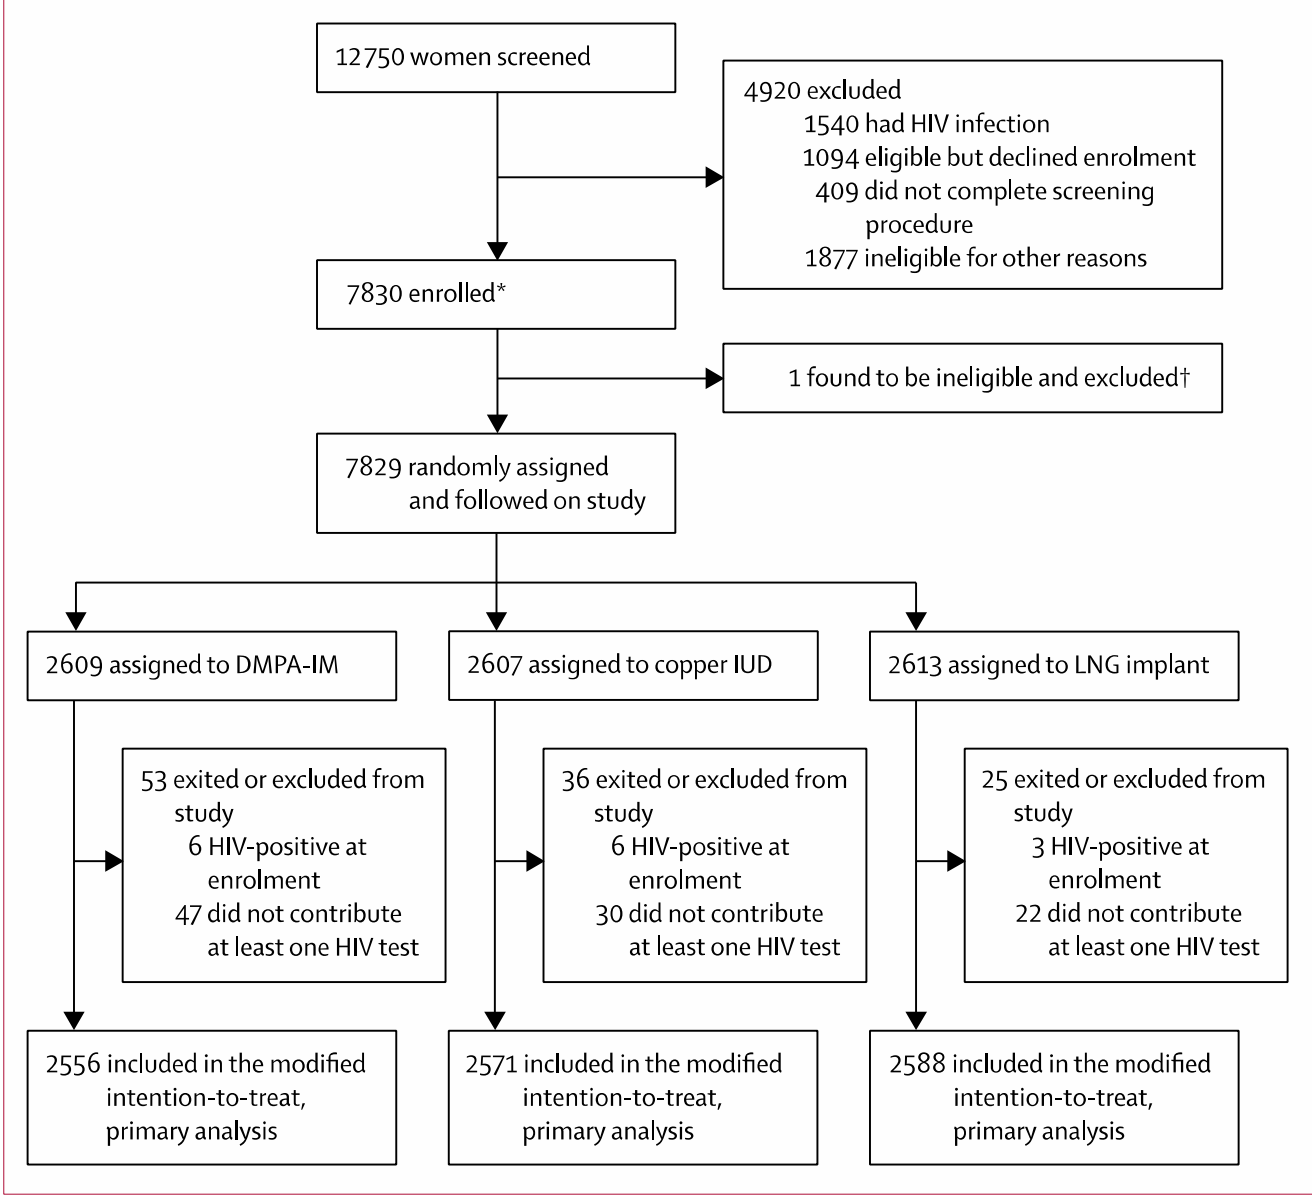 12750 women screened
4920 excluded
1540 had HIV infection
1094 eligible but declined enrolment
409 did not complete screening
procedure
1877 ineligible for other reasons
7830 enrolled*
1 found to be ineligible and excluded†
7829 randomly assigned
and followed on study
2609 assigned to DMPA-IM
2607 assigned to copper IUD
2613 assigned to LNG implant
53 exited or excluded from
study
6 HIV-positive at
enrolment
47 did not contribute
at least one HIV test
36 exited or excluded from
study
6 HIV-positive at
enrolment
30 did not contribute
at least one HIV test
25 exited or excluded from
study
3 HIV-positive at
enrolment
22 did not contribute
at least one HIV test
2556 included in the modified
intention-to-treat,
primary analysis
2571 included in the modified
intention-to-treat,
primary analysis
2588 included in the modified
intention-to-treat,
primary analysis